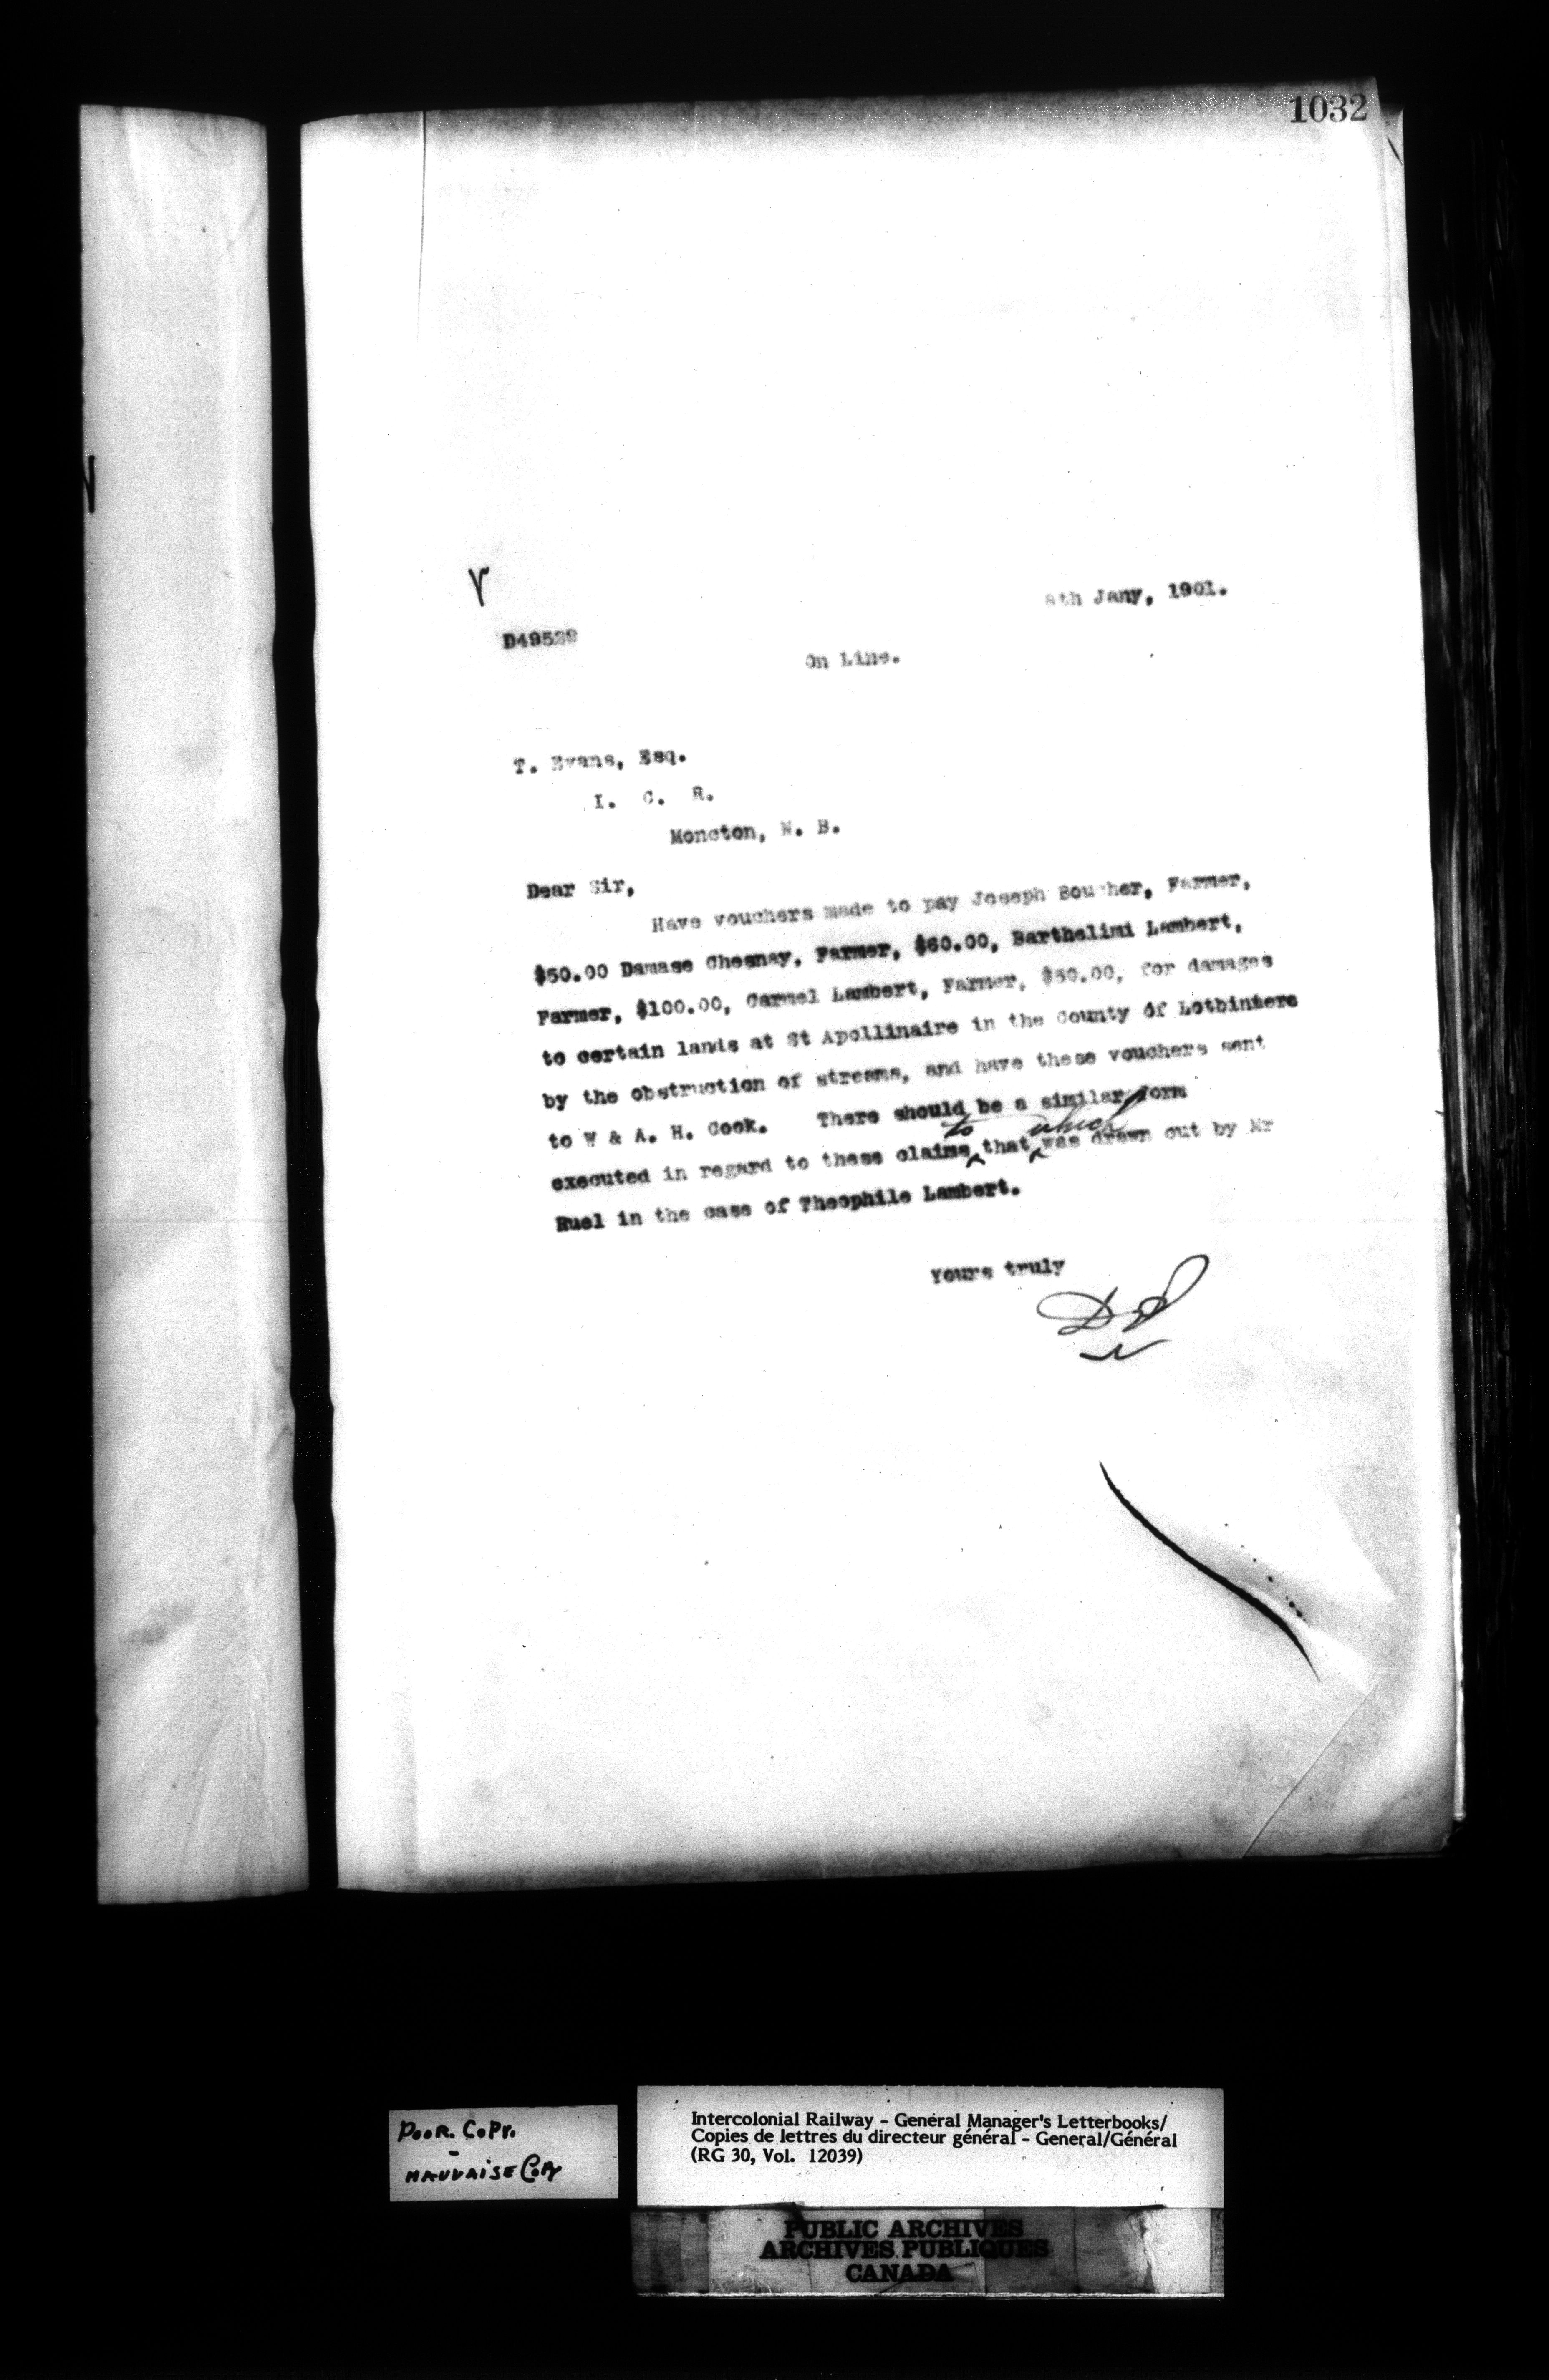 1032
8th Jany, 1901.
D49529
On Line.
T. Evans, Esq.
I. C. R.
Moncton, N. B.
Dear Sir,
Have vouchers made to pay Joseph Boucher, Farmer,
$50.00 Damase Chesnay, Farmer, $60.00, Barthelimi Lambert,
Farmer, $100.00, Carmel Lambert, Farmer, $50.00, for damages
to certain lands at St Apollinaire in the County of Lotbiniere
by the obstruction of streams, and have these vouchers sent
to W & A. H. Cook. There should be a similar form
executed in regard to these claims to that which was drawn out by Mr
Ruel in the case of Theophile Lambert.
Yours truly
POOR COPY.
-
MAUVAISE COPY
Intercolonial Railway - General Manager's Letterbooks/
Copies de lettres du directeur général - General/Général
(RG 30, Vol. 12039)
PUBLIC ARCHIVES
ARCHIVES PUBLIQUES
CANADA